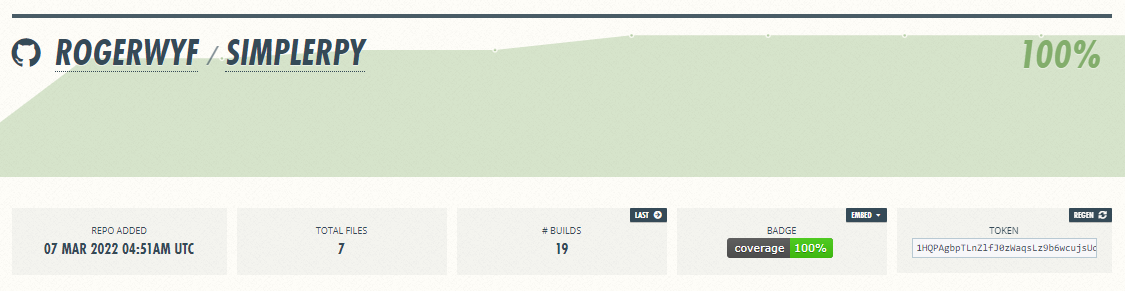 ROGERWYF / SIMPLERPY
100%
LAST
EMBED
REGEN
REPO ADDED
07 MAR 2022 04:51AM UTC
TOTAL FILES
7
# BUILDS
19
BADGE
coverage 100%
TOKEN